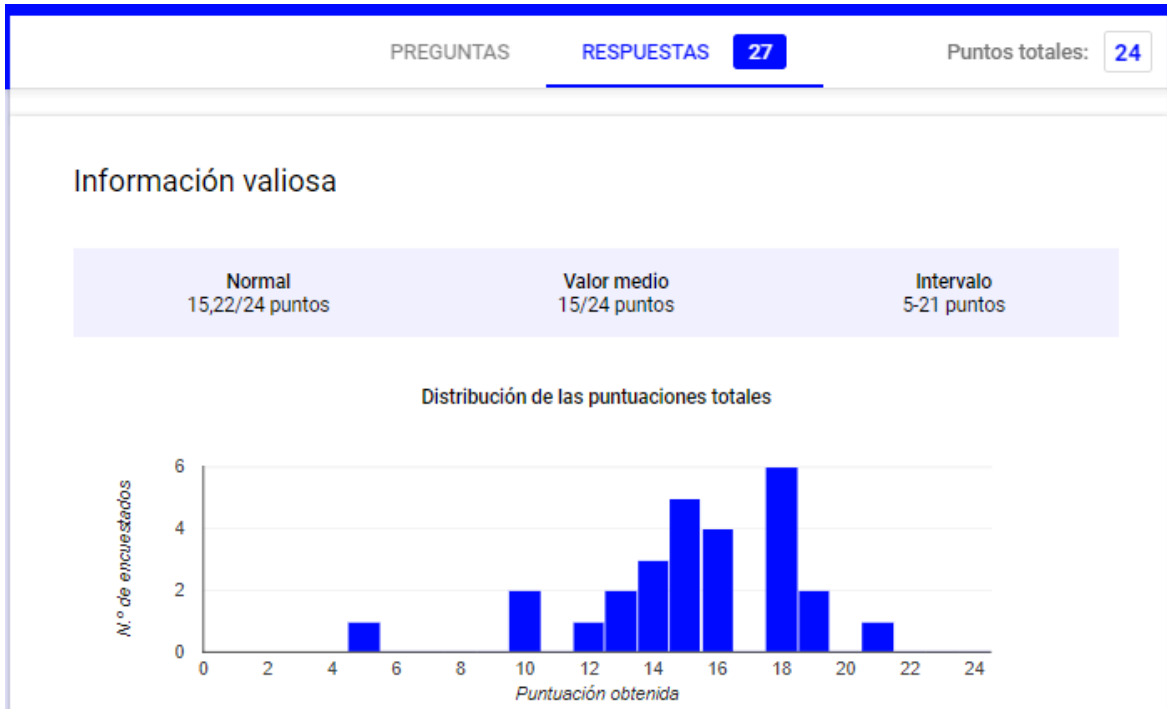 PREGUNTAS RESPUESTAS 27 Puntos totales: 24
Información valiosa
Normal Valor medio Intervalo
15,22/24 puntos 15/24 puntos 5-21 puntos
Distribución de las puntuaciones totales
6
4
2
0
N.º de encuestados
0 2 4 6 8 10 12 14 16 18 20 22 24
Puntuación obtenida